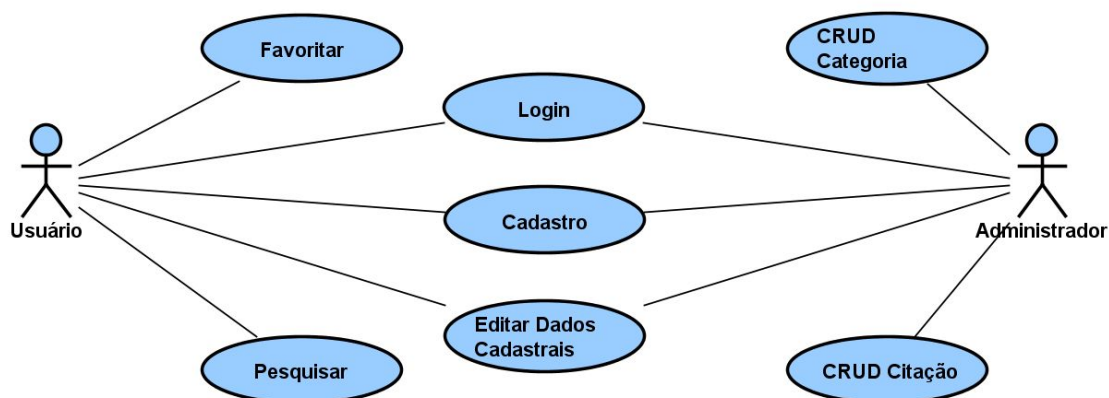 Favoritar
CRUD
Categoria
Login
Usuário
Cadastro
Administrador
Editar Dados
Cadastrais
Pesquisar
CRUD Citação